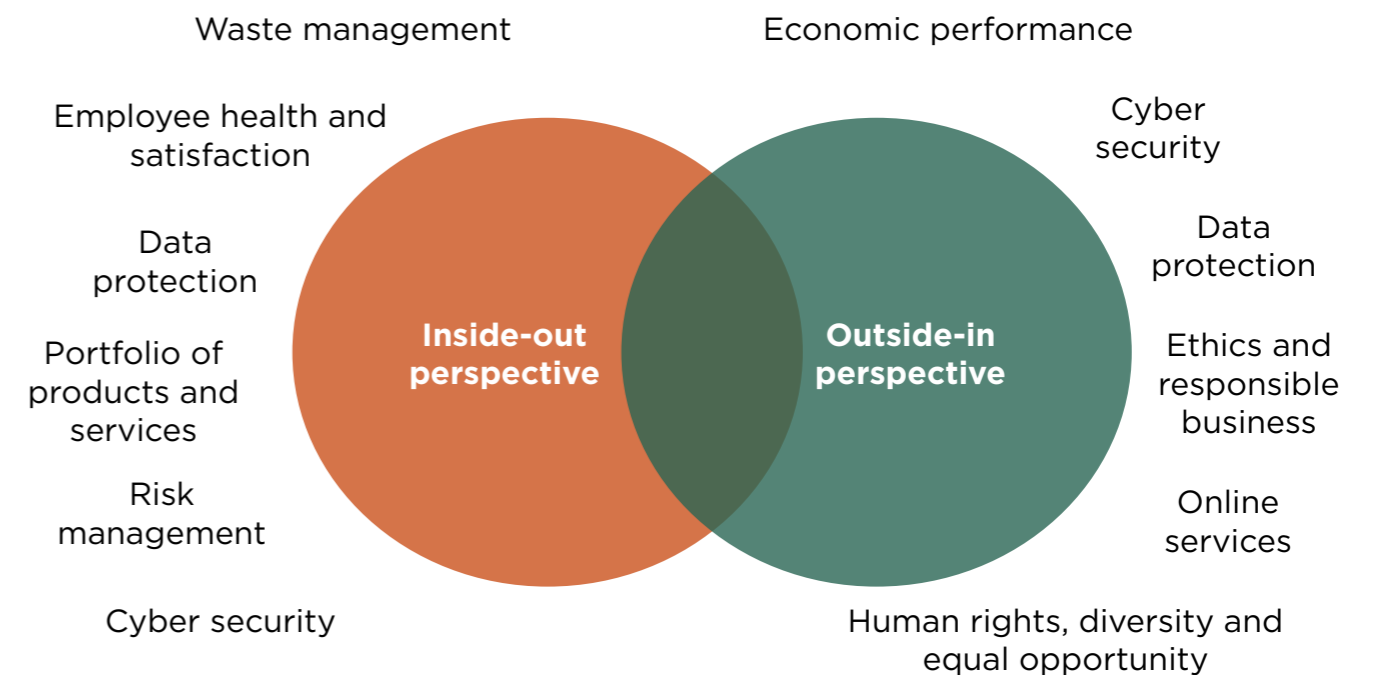 Waste management
Employee health and
satisfaction
Data
protection
Portfolio of
products and
services
Risk
management
Cyber security
Inside-out
perspective
Outside-in
perspective
Economic performance
Cyber
security
Data
protection
Ethics and
responsible
business
Online
services
Human rights, diversity and
equal opportunity